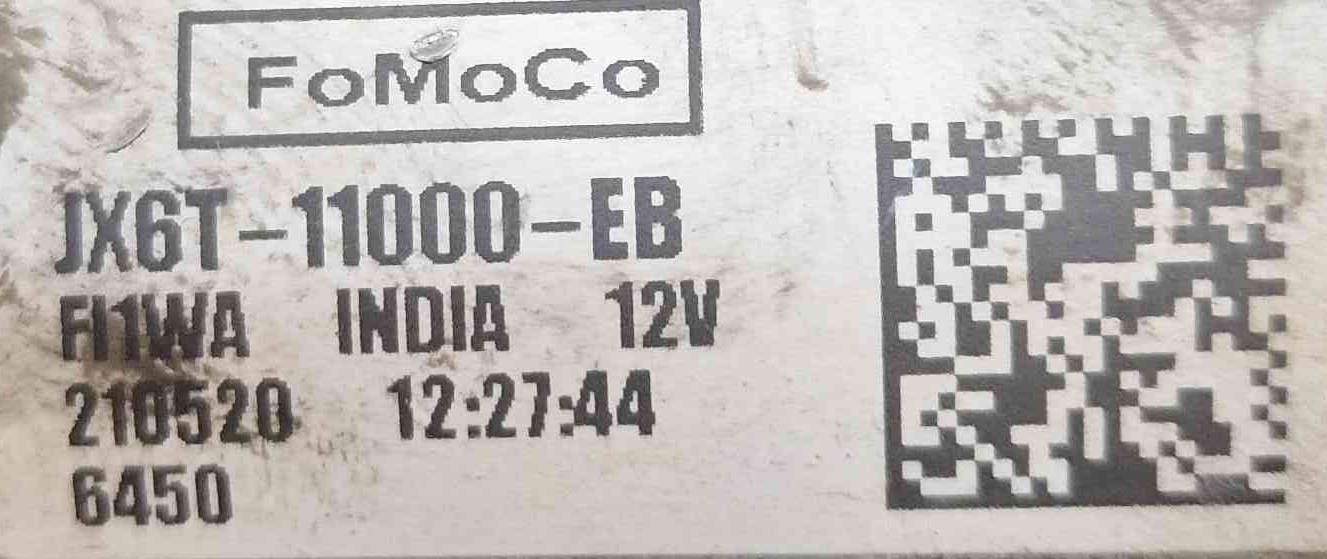 FoMoCo
JX6T-11000-EB
FI1WA INDIA 12V
210520 12:27:44
6450